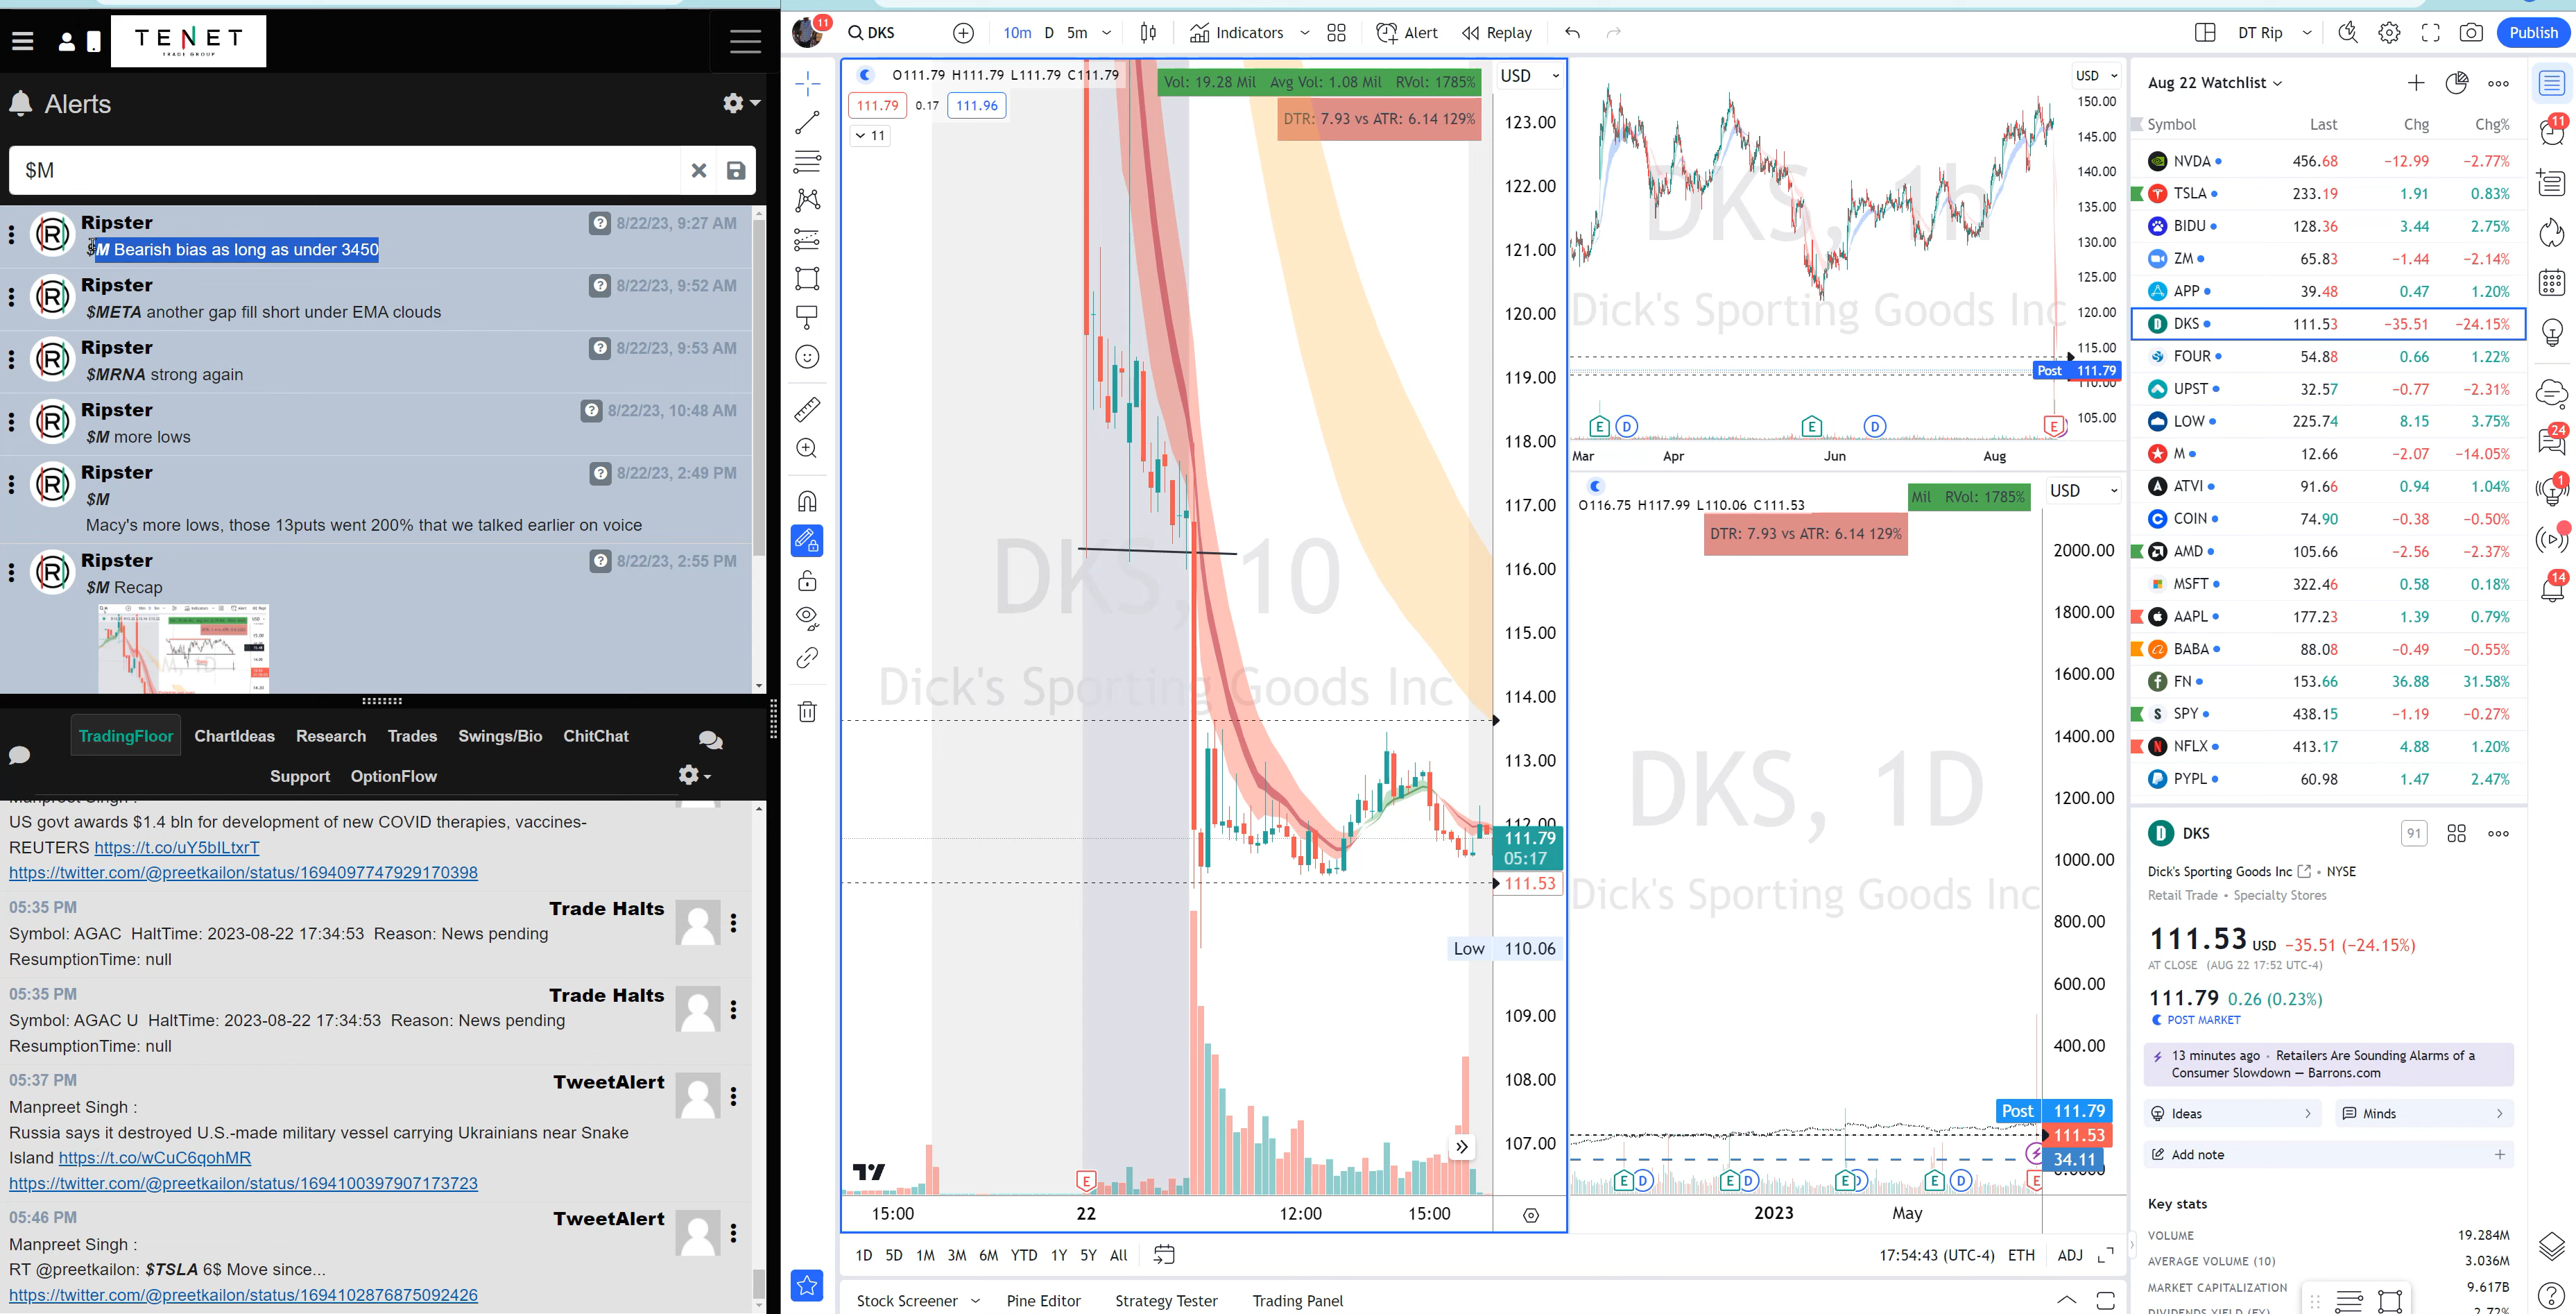 TENET
TRADE GROUP
Alerts
$M
Ripster
8/22/23, 9:27 AM
$M Bearish bias as long as under 3450
Ripster
8/22/23, 9:52 AM
$META another gap fill short under EMA clouds
Ripster
8/22/23, 9:53 AM
$MRNA strong again
Ripster
8/22/23, 10:48 AM
$M more lows
Ripster
8/22/23, 2:49 PM
$M
Macy's more lows, those 13puts went 200% that we talked earlier on voice
Ripster
8/22/23, 2:55 PM
$M Recap
TradingFloor ChartIdeas Research Trades Swings/Bio ChitChat
Support OptionFlow
US govt awards $1.4 bln for development of new COVID therapies, vaccines-
REUTERS https://t.co/uY5bILtxrT
https://twitter.com/@preetkailon/status/1694097747929170398
05:35 PM
Trade Halts
Symbol: AGAC HaltTime: 2023-08-22 17:34:53 Reason: News pending
ResumptionTime: null
05:35 PM
Trade Halts
Symbol: AGAC U HaltTime: 2023-08-22 17:34:53 Reason: News pending
ResumptionTime: null
05:37 PM
TweetAlert
Manpreet Singh :
Russia says it destroyed U.S.-made military vessel carrying Ukrainians near Snake
Island https://t.co/wCuC6qohMR
https://twitter.com/@preetkailon/status/1694100397907173723
05:46 PM
TweetAlert
Manpreet Singh :
RT @preetkailon: $TSLA 6$ Move since...
https://twitter.com/@preetkailon/status/1694102876875092426
11
DKS
10m D 5m
Indicators
Alert
Replay
DT Rip
Publish
O111.79 H111.79 L111.79 C111.79
111.79 0.17 111.96
11
Vol: 19.28 Mil Avg Vol: 1.08 Mil RVol: 1785%
DTR: 7.93 vs ATR: 6.14 129%
USD
123.00
122.00
121.00
120.00
119.00
118.00
117.00
116.00
115.00
114.00
113.00
112.00
111.79
05:17
111.53
Low 110.06
109.00
108.00
107.00
DKS, 10
Dick's Sporting Goods Inc
E
15:00 22 12:00 15:00
1D 5D 1M 3M 6M YTD 1Y 5Y All
17:54:43 (UTC-4) ETH ADJ
Stock Screener Pine Editor Strategy Tester Trading Panel
USD
150.00
145.00
140.00
135.00
130.00
125.00
120.00
115.00
Post 111.79
110.00
105.00
DKS, 1h
Dick's Sporting Goods Inc
E D E D E
Mar Apr Jun Aug
O116.75 H117.99 L110.06 C111.53
Mil RVol: 1785%
DTR: 7.93 vs ATR: 6.14 129%
USD
2000.00
1800.00
1600.00
1400.00
1200.00
1000.00
800.00
600.00
400.00
Post 111.79
111.53
34.11
DKS, 1D
Dick's Sporting Goods Inc
E D E D E D E D E
2023 May
Aug 22 Watchlist
Symbol Last Chg Chg%
NVDA 456.68 −12.99 −2.77%
TSLA 233.19 1.91 0.83%
BIDU 128.36 3.44 2.75%
ZM 65.83 −1.44 −2.14%
APP 39.48 0.47 1.20%
DKS 111.53 −35.51 −24.15%
FOUR 54.88 0.66 1.22%
UPST 32.57 −0.77 −2.31%
LOW 225.74 8.15 3.75%
M 12.66 −2.07 −14.05%
ATVI 91.66 0.94 1.04%
COIN 74.90 −0.38 −0.50%
AMD 105.66 −2.56 −2.37%
MSFT 322.46 0.58 0.18%
AAPL 177.23 1.39 0.79%
BABA 88.08 −0.49 −0.55%
FN 153.66 36.88 31.58%
SPY 438.15 −1.19 −0.27%
NFLX 413.17 4.88 1.20%
PYPL 60.98 1.47 2.47%
DKS
91
Dick's Sporting Goods Inc • NYSE
Retail Trade • Specialty Stores
111.53 USD −35.51 (−24.15%)
AT CLOSE (AUG 22 17:52 UTC-4)
111.79 0.26 (0.23%)
POST MARKET
13 minutes ago • Retailers Are Sounding Alarms of a
Consumer Slowdown — Barrons.com
Ideas
Minds
Add note
Key stats
VOLUME 19.284M
AVERAGE VOLUME (10) 3.036M
MARKET CAPITALIZATION 9.617B
11
24
1
14